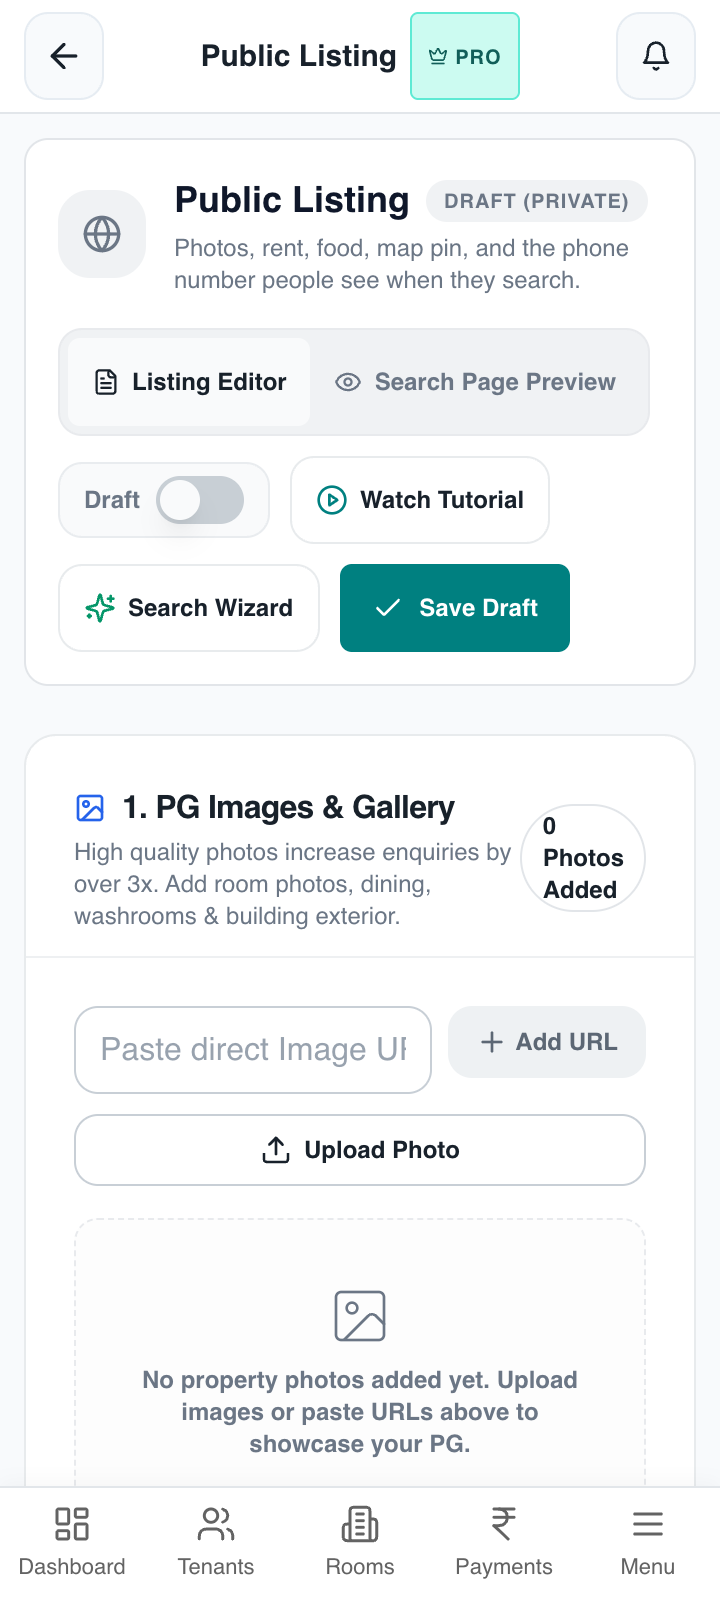 Public Listing
PRO
Public Listing
DRAFT (PRIVATE)
Photos, rent, food, map pin, and the phone
number people see when they search.
Listing Editor
Search Page Preview
Draft
Watch Tutorial
Search Wizard
Save Draft
1. PG Images & Gallery
High quality photos increase enquiries by
over 3x. Add room photos, dining,
washrooms & building exterior.
0
Photos
Added
Paste direct Image
Add URL
Upload Photo
No property photos added yet. Upload
images or paste URLs above to
showcase your PG.
Dashboard
Tenants
Rooms
Payments
Menu